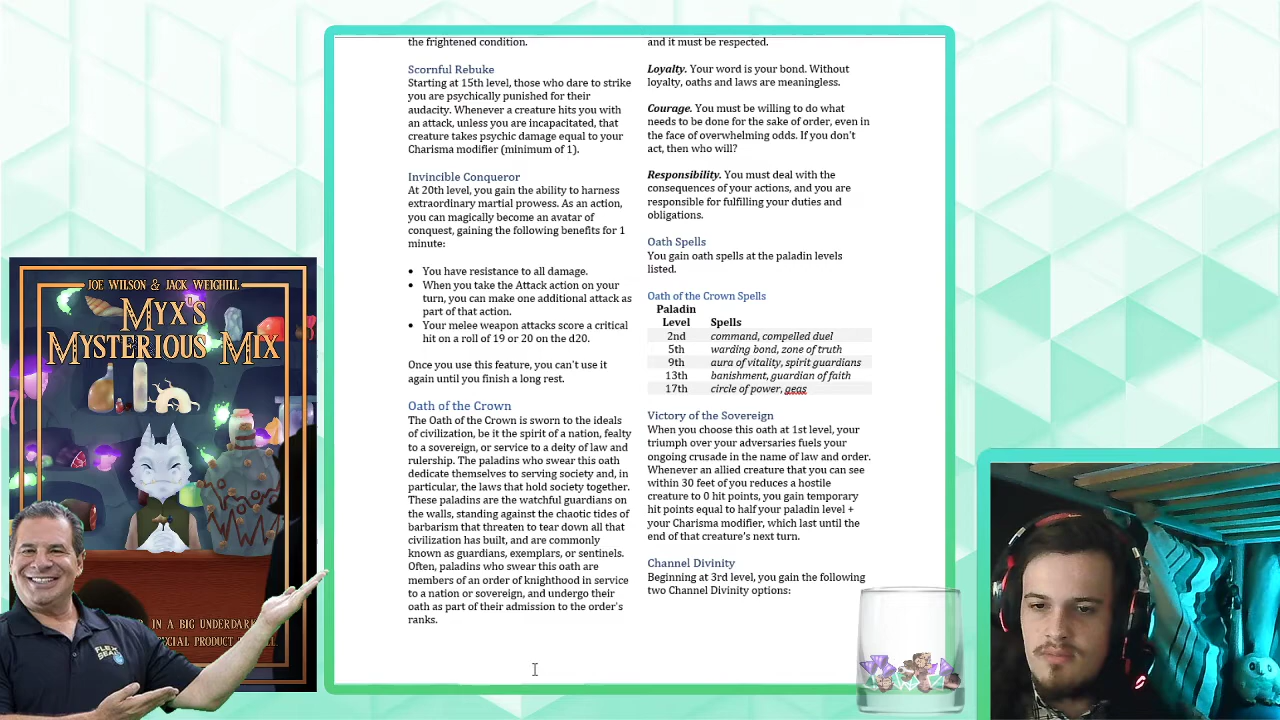 JOE WILSON & JACK WEIGHILL
MYX'S
MYSTERIOUS MIX
IN A BIG UNDERDARK
FLEX
SEAL
the frightened condition.
Scornful Rebuke
Starting at 15th level, those who dare to strike
you are psychically punished for their
audacity. Whenever a creature hits you with
an attack, unless you are incapacitated, that
creature takes psychic damage equal to your
Charisma modifier (minimum of 1).
Invincible Conqueror
At 20th level, you gain the ability to harness
extraordinary martial prowess. As an action,
you can magically become an avatar of
conquest, gaining the following benefits for 1
minute:
• You have resistance to all damage.
• When you take the Attack action on your
turn, you can make one additional attack as
part of that action.
• Your melee weapon attacks score a critical
hit on a roll of 19 or 20 on the d20.
Once you use this feature, you can't use it
again until you finish a long rest.
Oath of the Crown
The Oath of the Crown is sworn to the ideals
of civilization, be it the spirit of a nation, fealty
to a sovereign, or service to a deity of law and
rulership. The paladins who swear this oath
dedicate themselves to serving society and, in
particular, the laws that hold society together.
These paladins are the watchful guardians on
the walls, standing against the chaotic tides of
barbarism that threaten to tear down all that
civilization has built, and are commonly
known as guardians, exemplars, or sentinels.
Often, paladins who swear this oath are
members of an order of knighthood in service
to a nation or sovereign, and undergo their
oath as part of their admission to the order's
ranks.
and it must be respected.
Loyalty. Your word is your bond. Without
loyalty, oaths and laws are meaningless.
Courage. You must be willing to do what
needs to be done for the sake of order, even in
the face of overwhelming odds. If you don't
act, then who will?
Responsibility. You must deal with the
consequences of your actions, and you are
responsible for fulfilling your duties and
obligations.
Oath Spells
You gain oath spells at the paladin levels
listed.
Oath of the Crown Spells
Paladin
Level Spells
2nd command, compelled duel
5th warding bond, zone of truth
9th aura of vitality, spirit guardians
13th banishment, guardian of faith
17th circle of power, geas
Victory of the Sovereign
When you choose this oath at 1st level, your
triumph over your adversaries fuels your
ongoing crusade in the name of law and order.
Whenever an allied creature that you can see
within 30 feet of you reduces a hostile
creature to 0 hit points, you gain temporary
hit points equal to half your paladin level +
your Charisma modifier, which last until the
end of that creature's next turn.
Channel Divinity
Beginning at 3rd level, you gain the following
two Channel Divinity options: